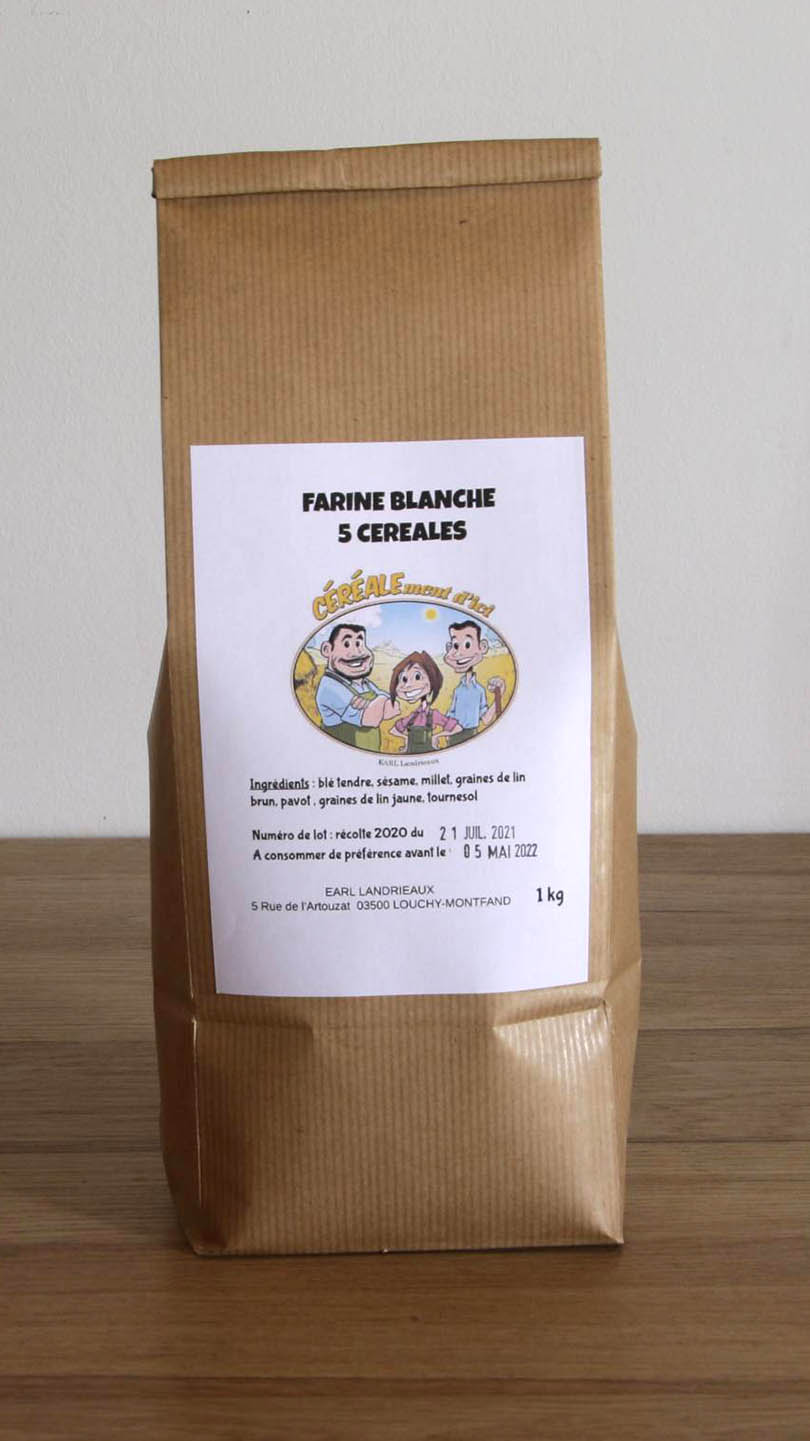 FARINE BLANCHE
5 CEREALES
CÉRÉALEment d'ici
EARL Landrieaux
Ingrédients : blé tendre, sésame, millet, graines de lin
brun, pavot , graines de lin jaune, tournesol
Numéro de lot : récolte 2020 du 21 JUIL. 2021
A consommer de préférence avant le : 05 MAI 2022
EARL LANDRIEAUX
5 Rue de l'Artouzat 03500 LOUCHY-MONTFAND
1 kg